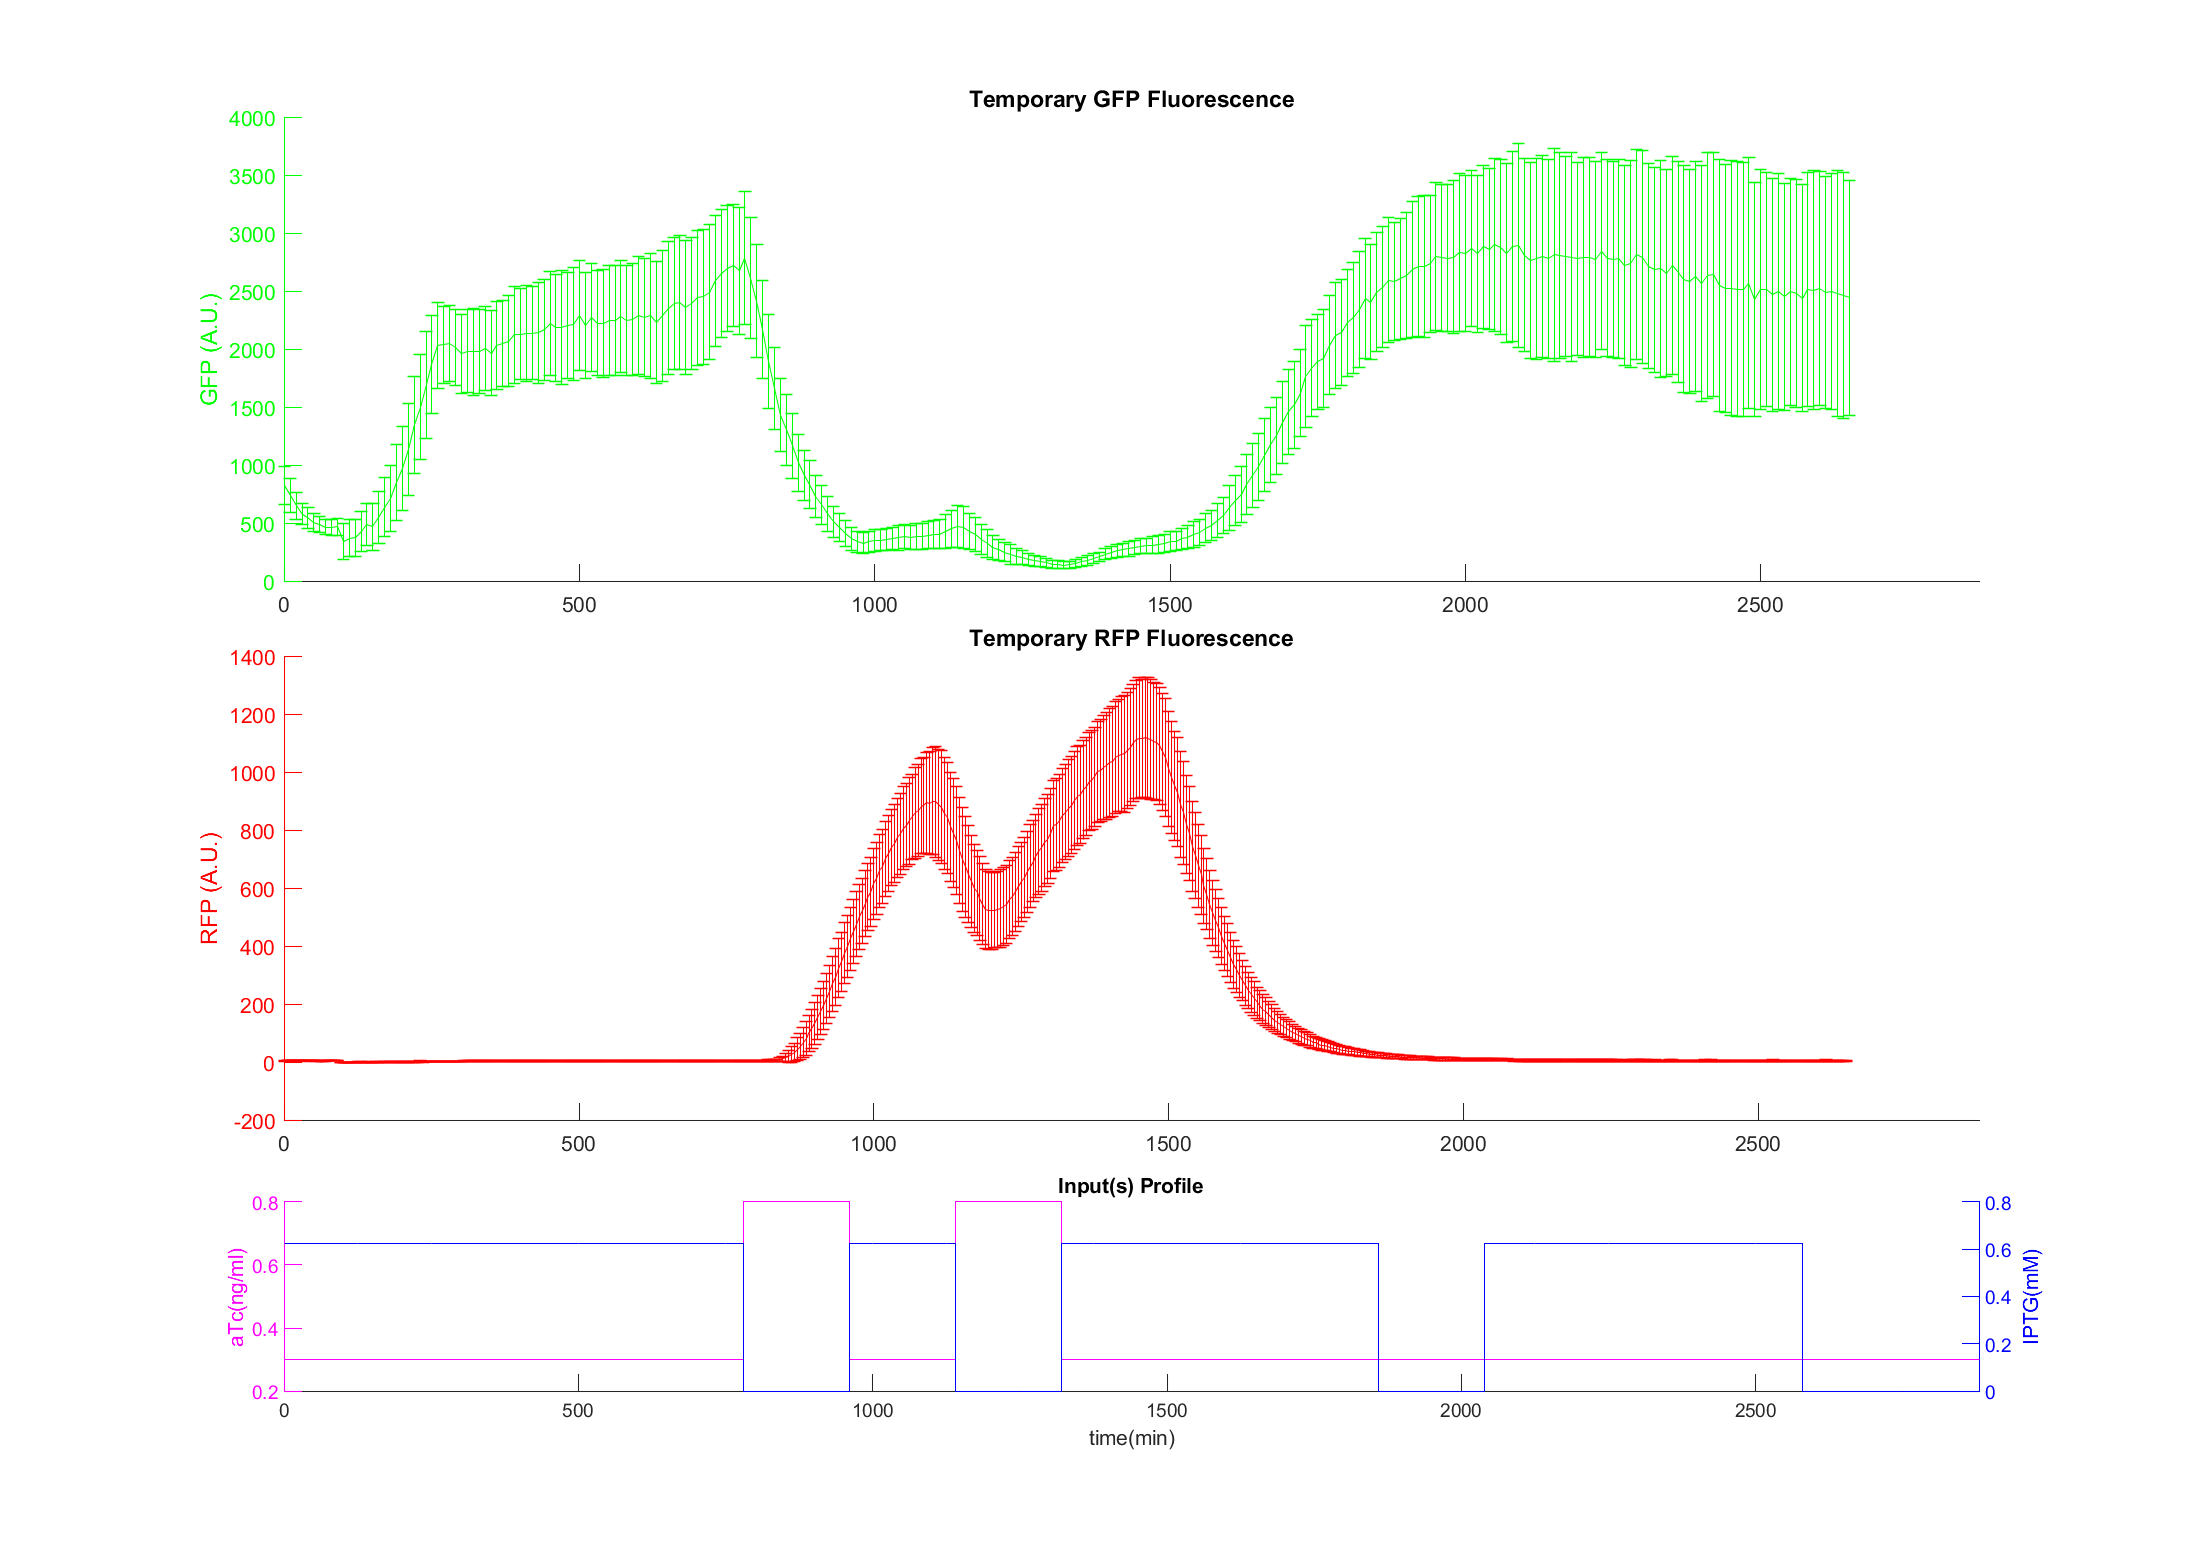 Temporary GFP Fluorescence
4000
3500
3000
2500
2000
1500
1000
500
0
GFP (A.U.)
0 500 1000 1500 2000 2500
Temporary RFP Fluorescence
1400
1200
1000
800
600
400
200
0
-200
RFP (A.U.)
0 500 1000 1500 2000 2500
Input(s) Profile
0.8
0.6
0.4
0.2
aTc(ng/ml)
0.8
0.6
0.4
0.2
0
IPTG(mM)
0 500 1000 1500 2000 2500
time(min)